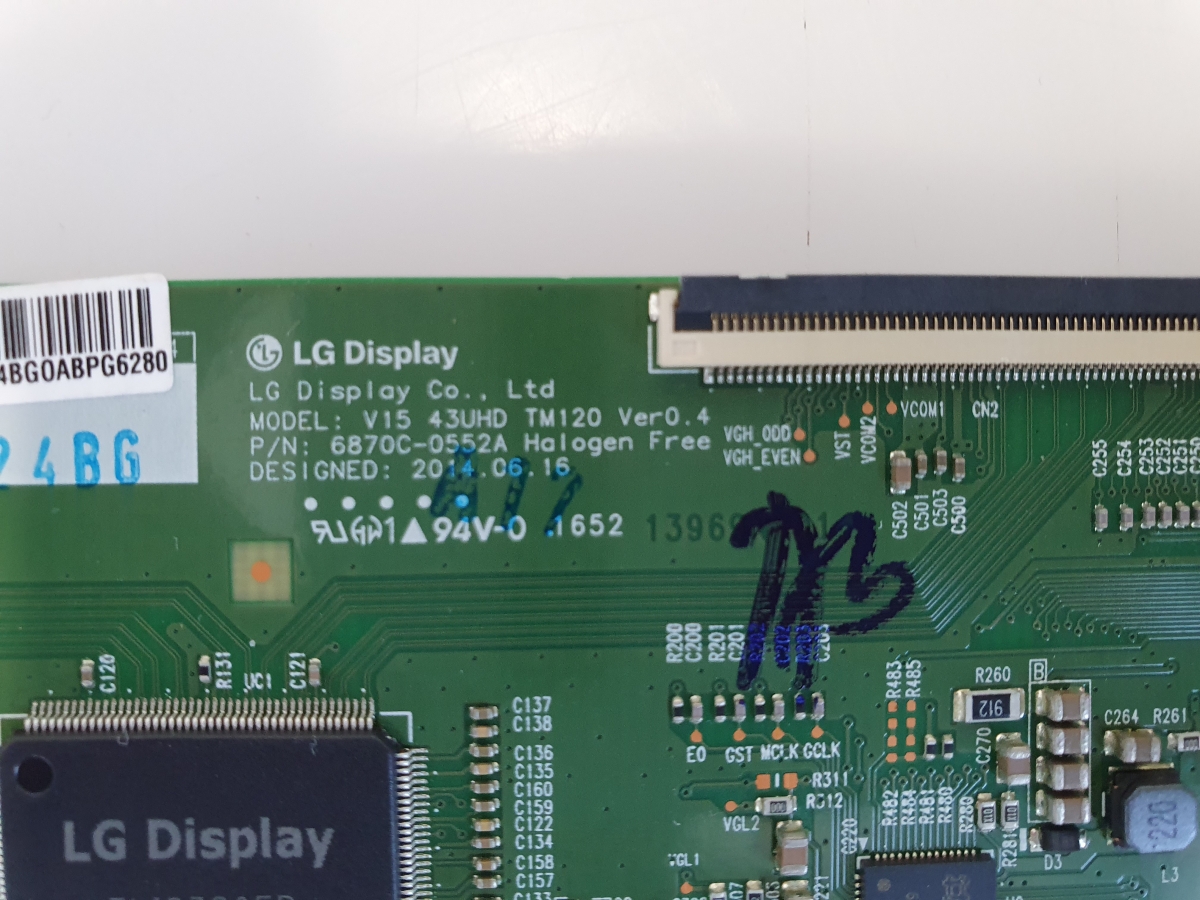 4BGOABPG6280
24BG
LG Display
LG Display Co., Ltd
MODEL: V15 43UHD TM120 Ver0.4
P/N: 6870C-0552A Halogen Free
DESIGNED: 2014.06.16
94V-0 1652
VGH_ODD
VGH_EVEN
VST
VCOM2
VCOM1
CN2
C502
C501
C503
C500
C255
C254
C253
C252
C251
C120
R131
UC1
C121
C137
C138
C136
C135
C160
C159
C122
C134
C158
C157
R200
C200
R201
C201
E0
GST
MCLK
GCLK
R311
R312
VGL2
VGL1
R483
R485
R482
R484
R481
R480
R260
912
B
C264
R261
C270
R280
R281
D3
L3
220
LG Display